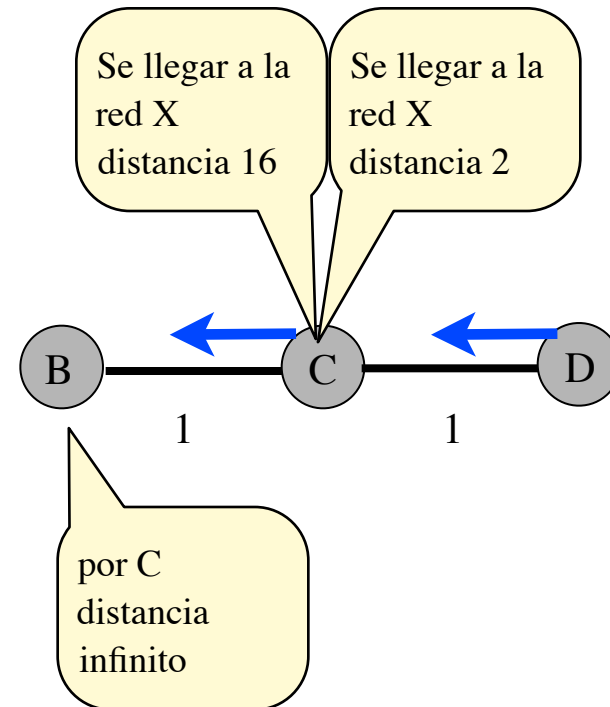 Se llegar a la
red X
distancia 16
Se llegar a la
red X
distancia 2
B
C
D
1
1
por C
distancia
infinito